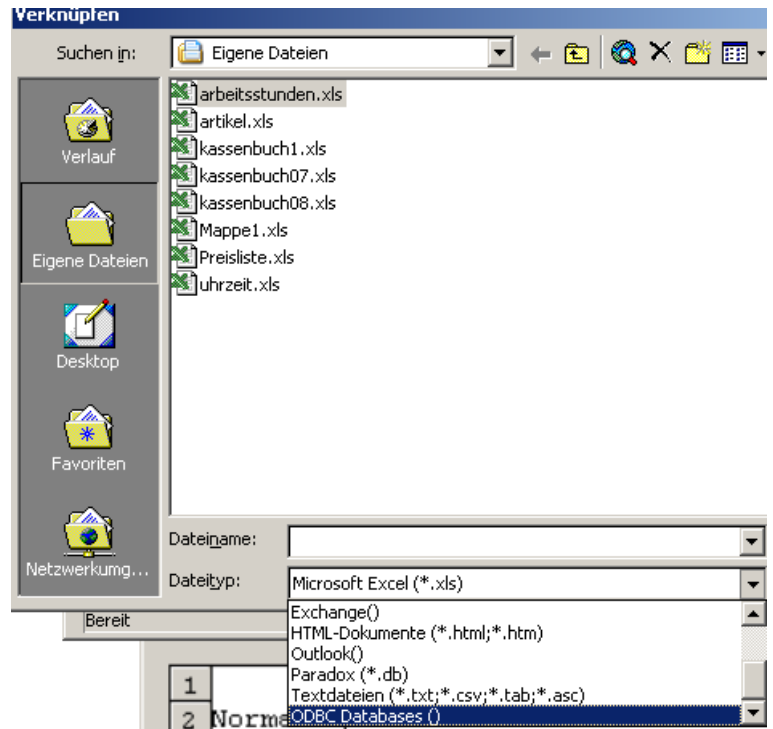 Verknüpfen
Suchen in:
Eigene Dateien
arbeitsstunden.xls
artikel.xls
kassenbuch1.xls
kassenbuch07.xls
kassenbuch08.xls
Mappe1.xls
Preisliste.xls
uhrzeit.xls
Verlauf
Eigene Dateien
Desktop
Favoriten
Netzwerkumg...
Dateiname:
Dateityp:
Microsoft Excel (*.xls)
Exchange()
HTML-Dokumente (*.html;*.htm)
Outlook()
Paradox (*.db)
Textdateien (*.txt;*.csv;*.tab;*.asc)
ODBC Databases ()
Bereit
1
2 Norma